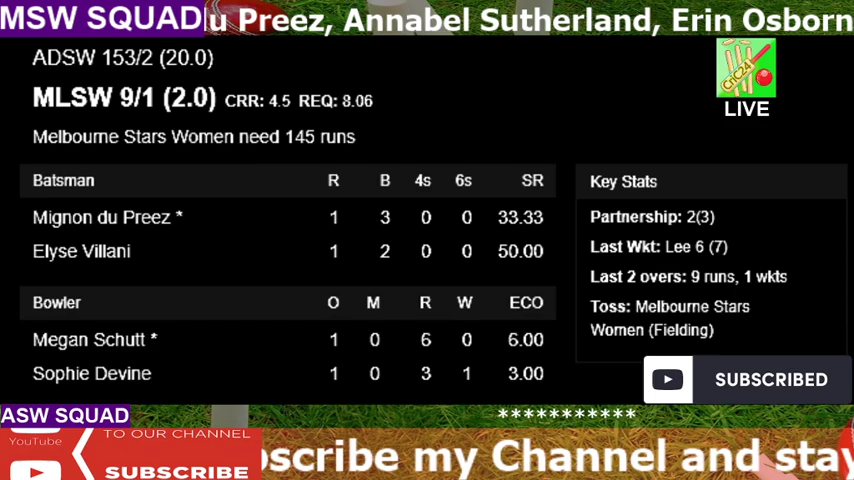 MSW SQUAD u Preez, Annabel Sutherland, Erin Osborn
ADSW 153/2 (20.0)
MLSW 9/1 (2.0) CRR: 4.5 REQ: 8.06
CriC24
LIVE
Melbourne Stars Women need 145 runs
Batsman R B 4s 6s SR
Mignon du Preez * 1 3 0 0 33.33
Elyse Villani 1 2 0 0 50.00
Bowler O M R W ECO
Megan Schutt * 1 0 6 0 6.00
Sophie Devine 1 0 3 1 3.00
Key Stats
Partnership: 2(3)
Last Wkt: Lee 6 (7)
Last 2 overs: 9 runs, 1 wkts
Toss: Melbourne Stars
Women (Fielding)
SUBSCRIBED
ASW SQUAD ***********
YouTube
TO OUR CHANNEL
SUBSCRIBE
oscribe my Channel and stay